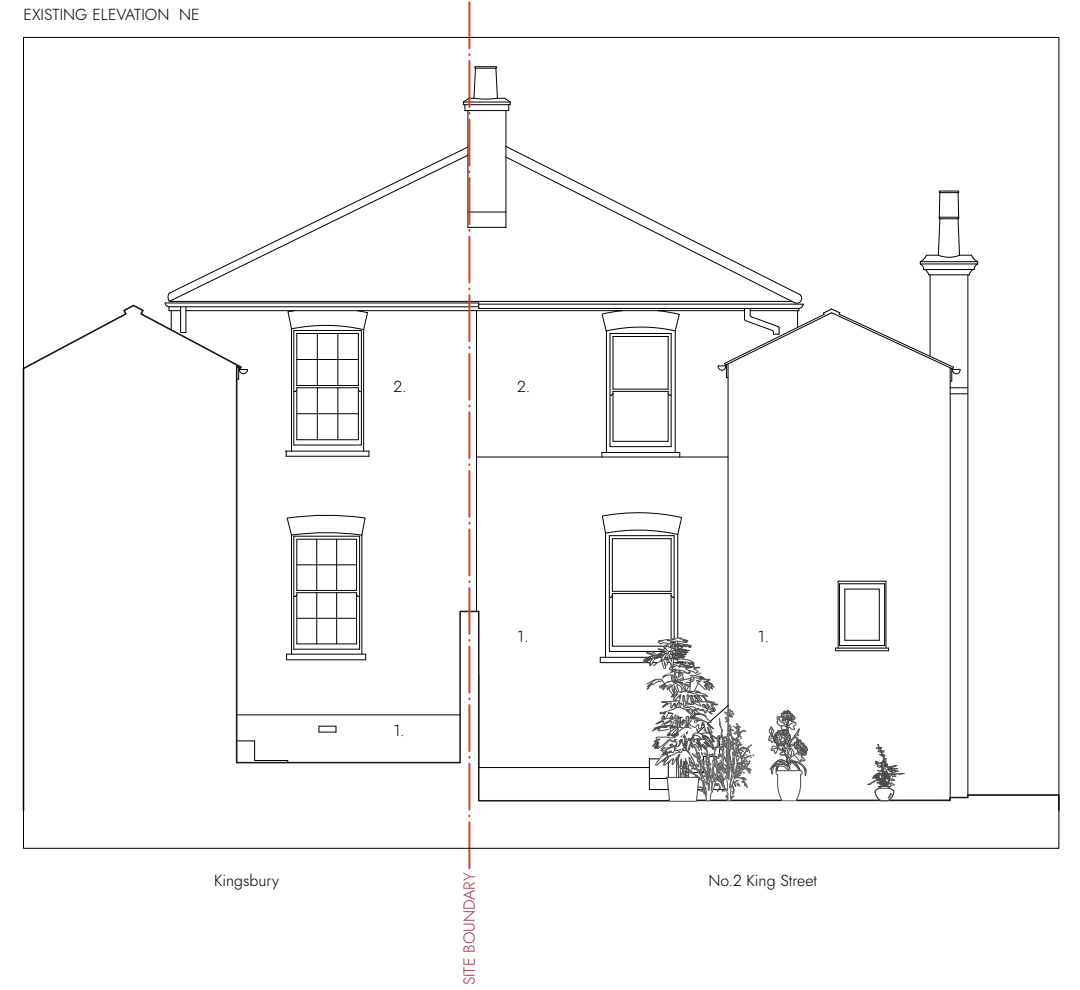 EXISTING ELEVATION  NE
2.
2.
1.
1.
1.
Kingsbury
No.2 King Street
SITE BOUNDARY